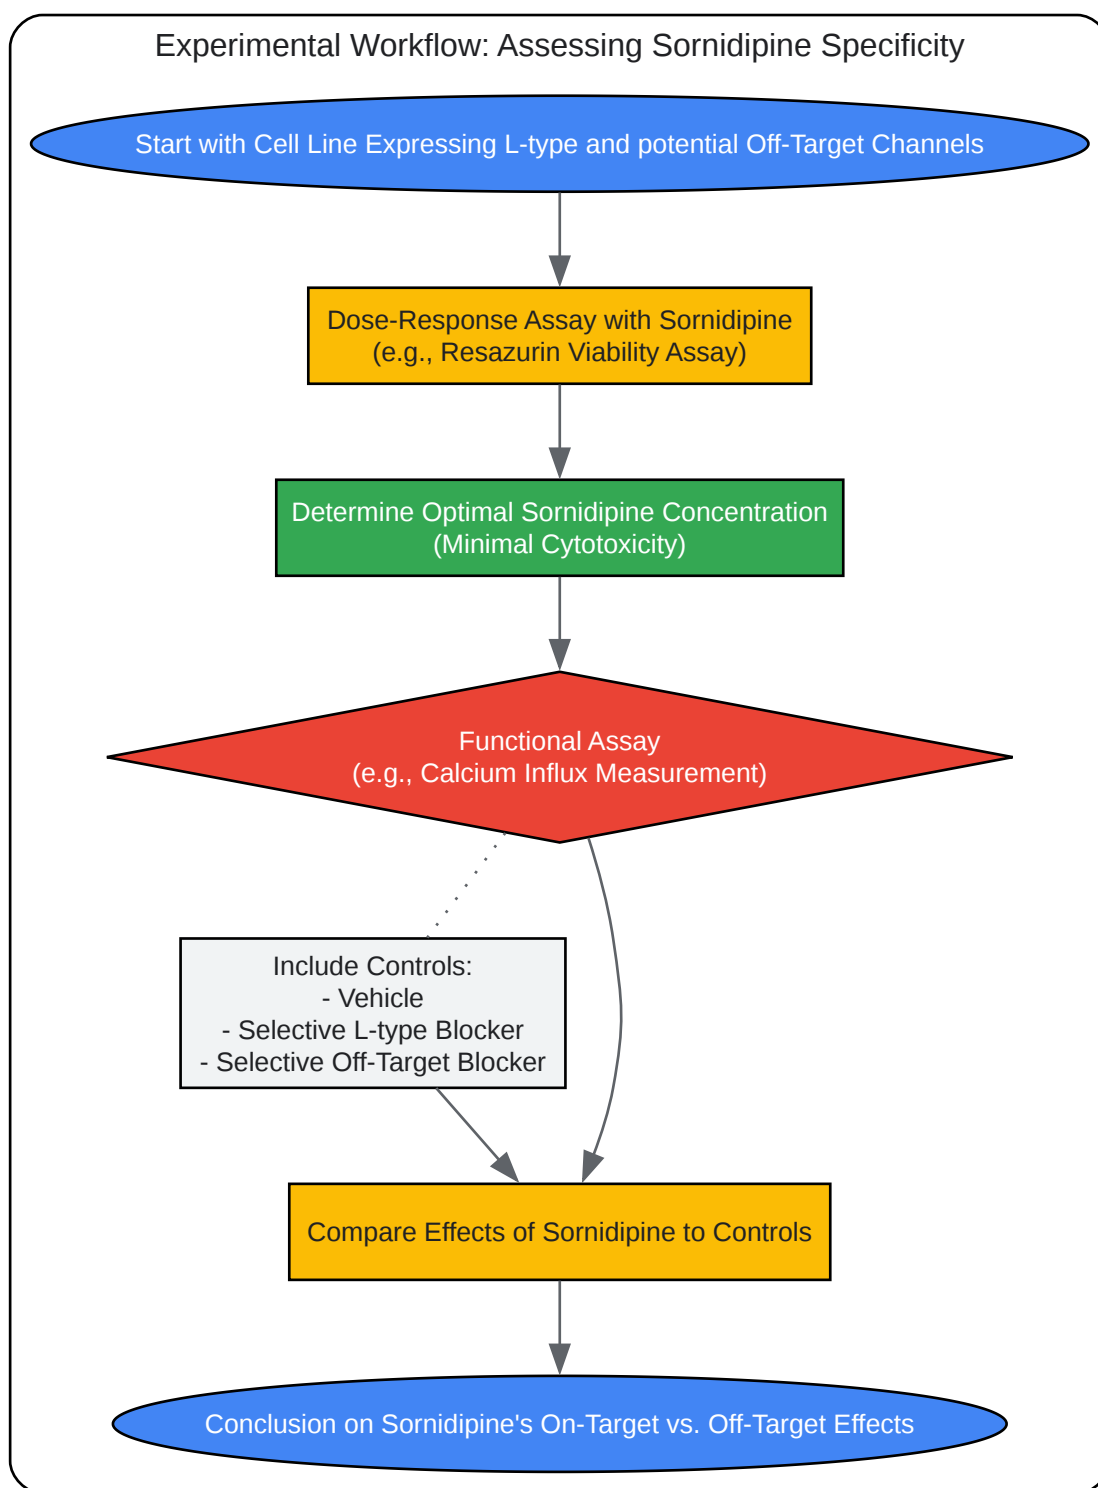 Experimental Workflow: Assessing Sornidipine Specificity
Start with Cell Line Expressing L-type and potential Off-Target Channels
Dose-Response Assay with Sornidipine
(e.g., Resazurin Viability Assay)
Determine Optimal Sornidipine Concentration
(Minimal Cytotoxicity)
Functional Assay
(e.g., Calcium Influx Measurement)
Include Controls:
- Vehicle
- Selective L-type Blocker
- Selective Off-Target Blocker
Compare Effects of Sornidipine to Controls
Conclusion on Sornidipine's On-Target vs. Off-Target Effects